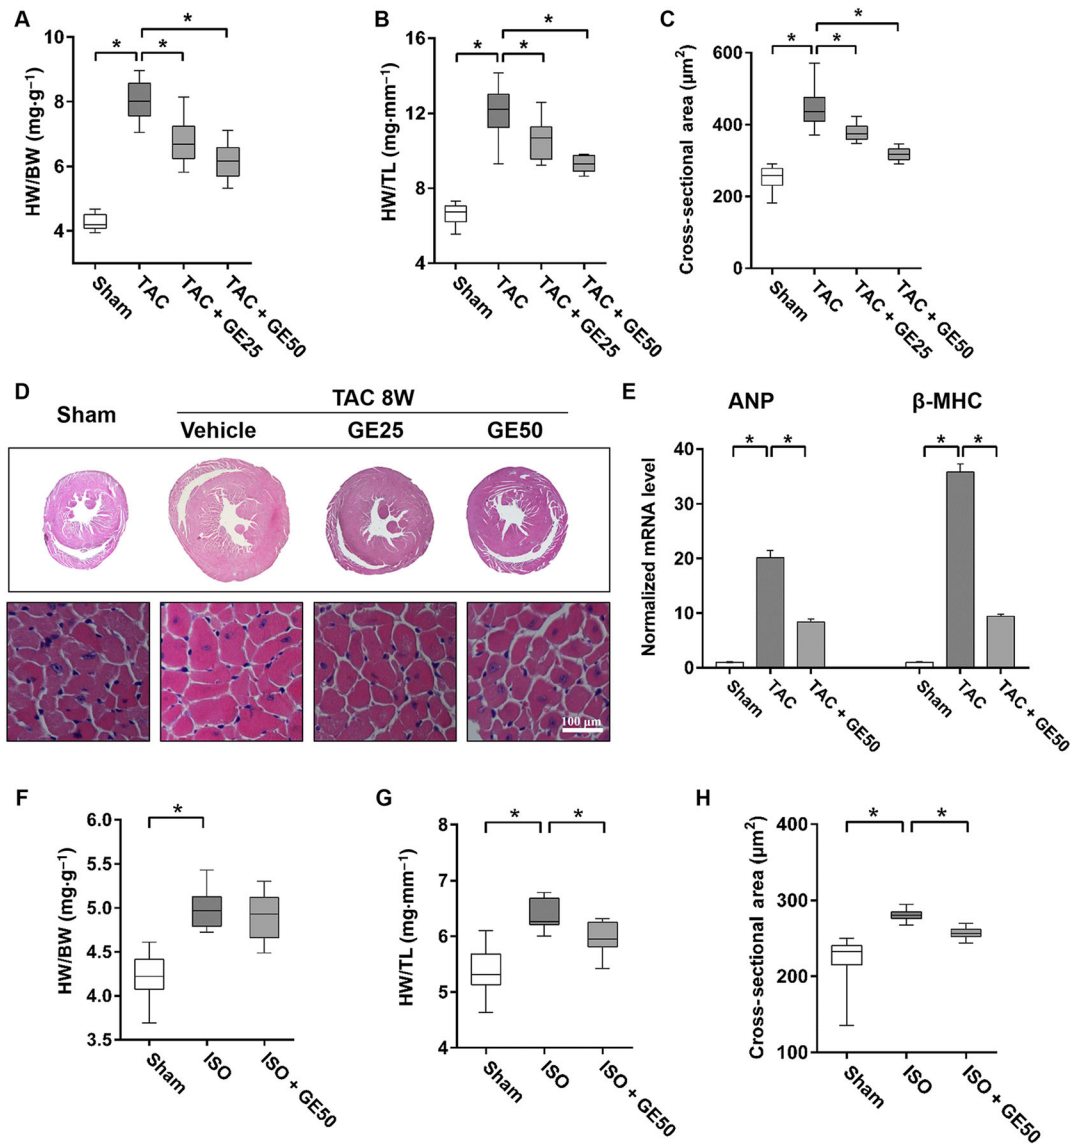 A
HW/BW (mg·g⁻¹)
10
8
6
4
*
*
*
Sham
TAC
TAC + GE25
TAC + GE50
B
HW/TL (mg·mm⁻¹)
16
12
8
4
*
*
*
Sham
TAC
TAC + GE25
TAC + GE50
C
Cross-sectional area (µm²)
600
400
200
0
*
*
*
Sham
TAC
TAC + GE25
TAC + GE50
D
Sham
TAC 8W
Vehicle
GE25
GE50
100 µm
E
ANP
β-MHC
Normalized mRNA level
40
30
20
10
0
*
*
*
*
Sham
TAC
TAC + GE50
Sham
TAC
TAC + GE50
F
HW/BW (mg·g⁻¹)
6.0
5.5
5.0
4.5
4.0
3.5
*
Sham
ISO
ISO + GE50
G
HW/TL (mg·mm⁻¹)
8
7
6
5
4
*
*
Sham
ISO
ISO + GE50
H
Cross-sectional area (µm²)
400
300
200
100
*
*
Sham
ISO
ISO + GE50